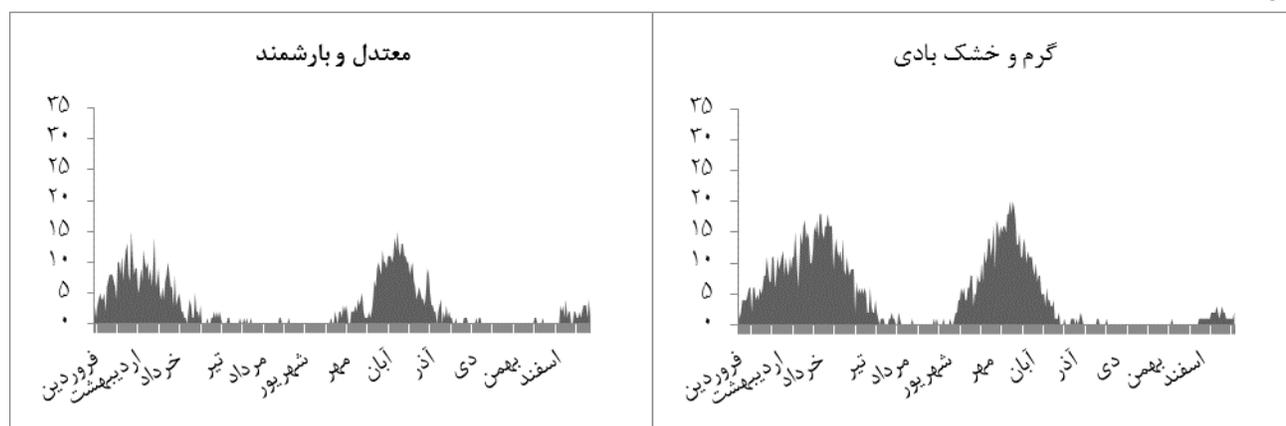 گرم و خشک بادی
۳۵
۳۰
۲۵
۲۰
۱۵
۱۰
۵
۰
فروردین
اردیبهشت
خرداد
تیر
مرداد
شهریور
مهر
آبان
آذر
دی
بهمن
اسفند
معتدل و بارشمند
۳۵
۳۰
۲۵
۲۰
۱۵
۱۰
۵
۰
فروردین
اردیبهشت
خرداد
تیر
مرداد
شهریور
مهر
آبان
آذر
دی
بهمن
اسفند